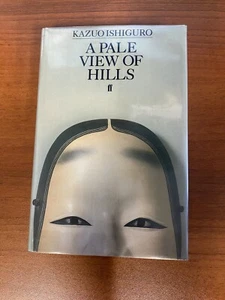 KAZUO ISHIGURO
A PALE
VIEW OF
HILLS
ff